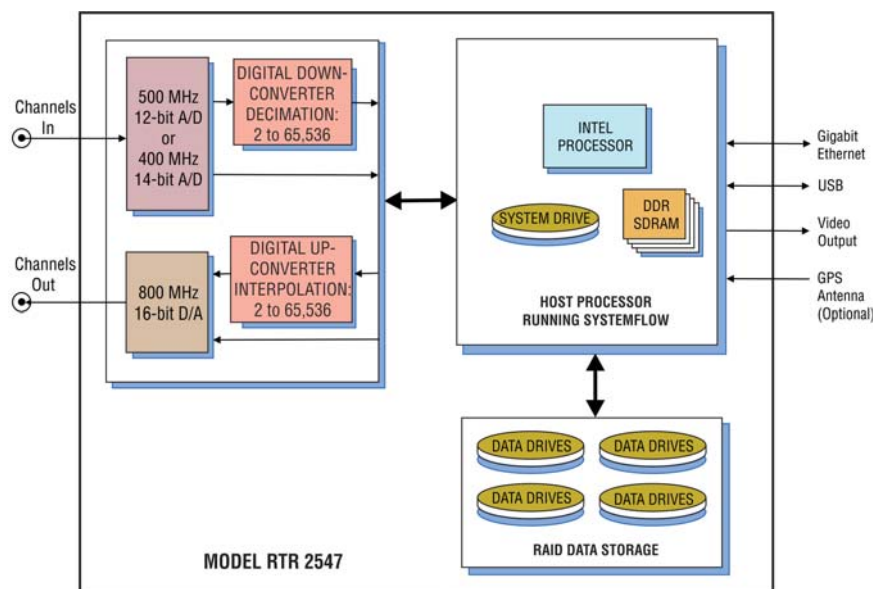 Channels
In
500 MHz
12-bit A/D
or
400 MHz
14-bit A/D
DIGITAL DOWN-
CONVERTER
DECIMATION:
2 to 65,536
Channels
Out
800 MHz
16-bit D/A
DIGITAL UP-
CONVERTER
INTERPOLATION:
2 to 65,536
INTEL
PROCESSOR
SYSTEM DRIVE
DDR
SDRAM
HOST PROCESSOR
RUNNING SYSTEMFLOW
Gigabit
Ethernet
USB
Video
Output
GPS
Antenna
(Optional)
DATA DRIVES
DATA DRIVES
DATA DRIVES
DATA DRIVES
RAID DATA STORAGE
MODEL RTR 2547